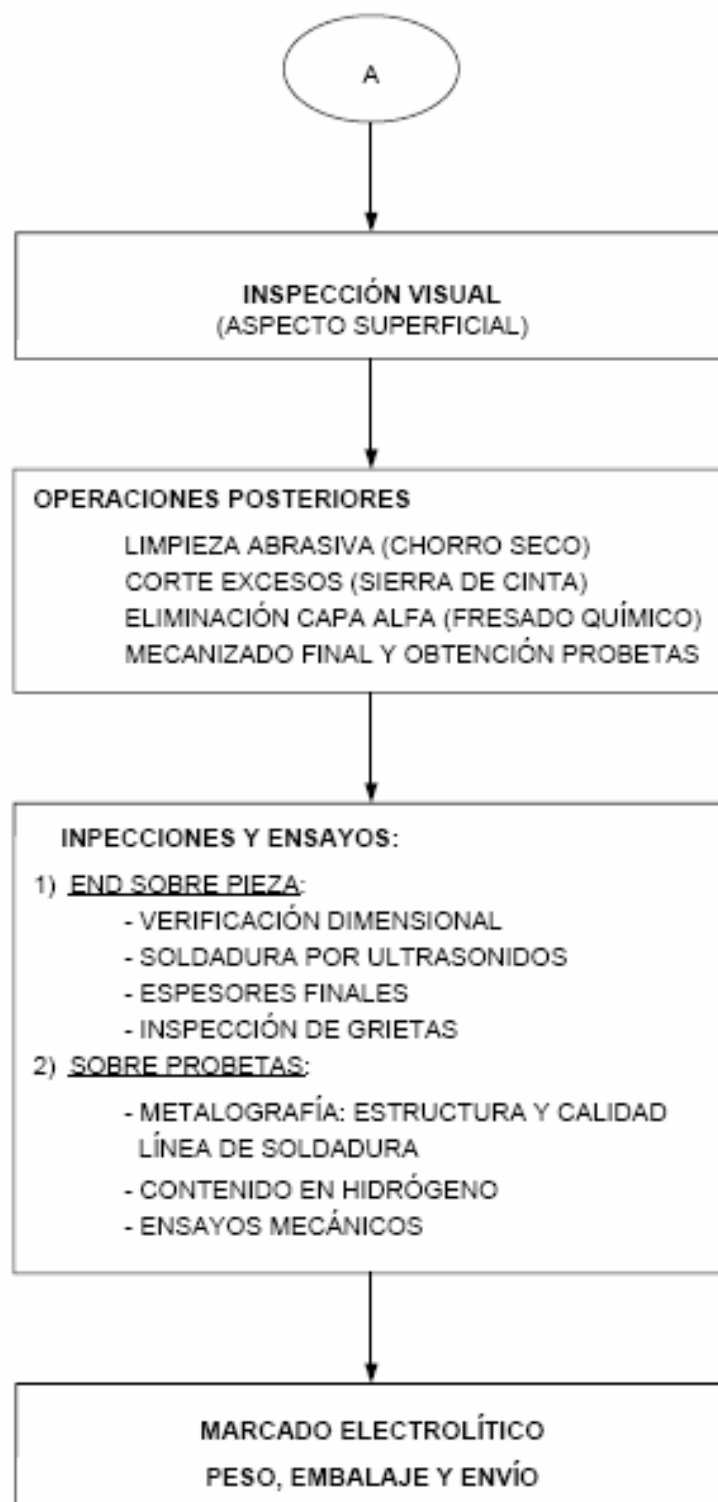 A
INSPECCIÓN VISUAL
(ASPECTO SUPERFICIAL)
OPERACIONES POSTERIORES
LIMPIEZA ABRASIVA (CHORRO SECO)
CORTE EXCESOS (SIERRA DE CINTA)
ELIMINACIÓN CAPA ALFA (FRESADO QUÍMICO)
MECANIZADO FINAL Y OBTENCIÓN PROBETAS
INPECCIONES Y ENSAYOS:
1) END SOBRE PIEZA:
- VERIFICACIÓN DIMENSIONAL
- SOLDADURA POR ULTRASONIDOS
- ESPESORES FINALES
- INSPECCIÓN DE GRIETAS
2) SOBRE PROBETAS:
- METALOGRAFÍA: ESTRUCTURA Y CALIDAD
LÍNEA DE SOLDADURA
- CONTENIDO EN HIDRÓGENO
- ENSAYOS MECÁNICOS
MARCADO ELECTROLÍTICO
PESO, EMBALAJE Y ENVÍO